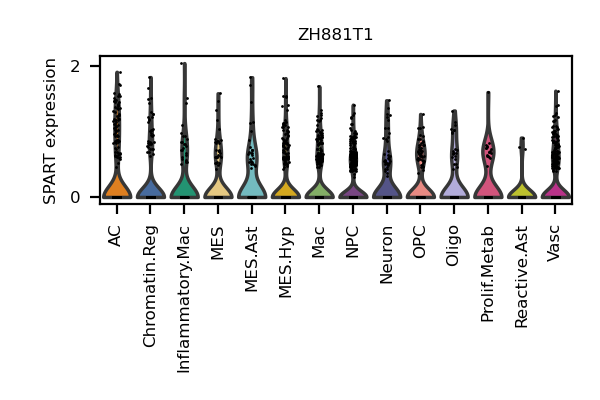 ZH881T1
SPART expression
2
0
AC
Chromatin.Reg
Inflammatory.Mac
MES
MES.Ast
MES.Hyp
Mac
NPC
Neuron
OPC
Oligo
Prolif.Metab
Reactive.Ast
Vasc